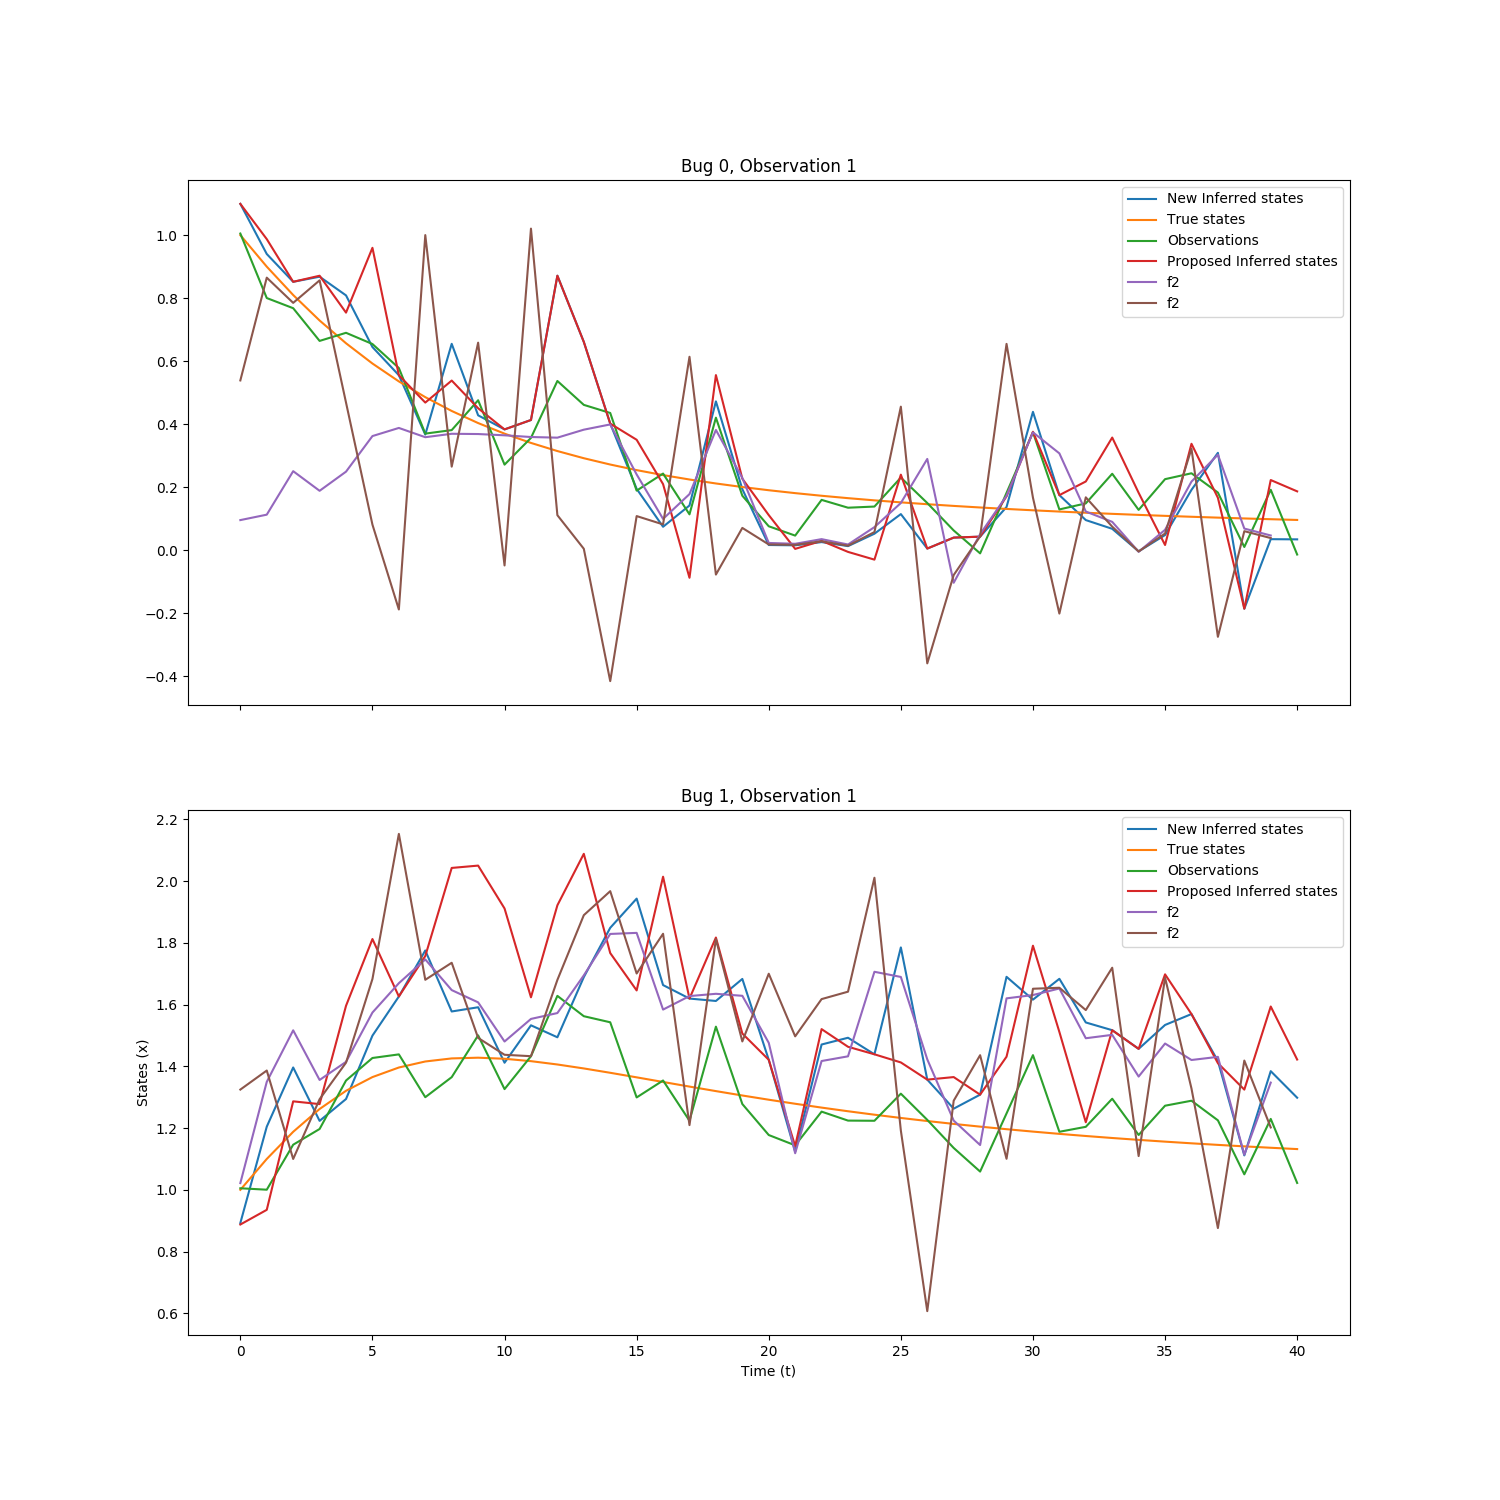 Bug 0, Observation 1
New Inferred states
True states
Observations
Proposed Inferred states
f2
f2
1.0
0.8
0.6
0.4
0.2
0.0
−0.2
−0.4
Bug 1, Observation 1
New Inferred states
True states
Observations
Proposed Inferred states
f2
f2
2.2
2.0
1.8
1.6
1.4
1.2
1.0
0.8
0.6
States (x)
0 5 10 15 20 25 30 35 40
Time (t)